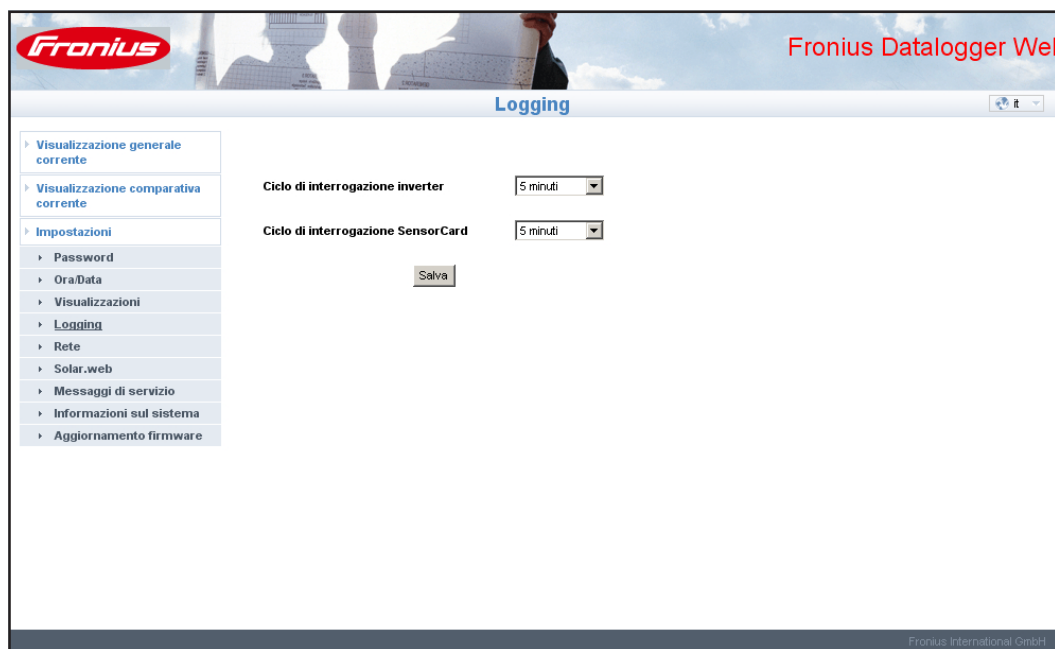 Fronius
Fronius Datalogger Web
Logging
it
Visualizzazione generale
corrente
Visualizzazione comparativa
corrente
Impostazioni
Password
Ora/Data
Visualizzazioni
Logging
Rete
Solar.web
Messaggi di servizio
Informazioni sul sistema
Aggiornamento firmware
Ciclo di interrogazione inverter
5 minuti
Ciclo di interrogazione SensorCard
5 minuti
Salva
Fronius International GmbH